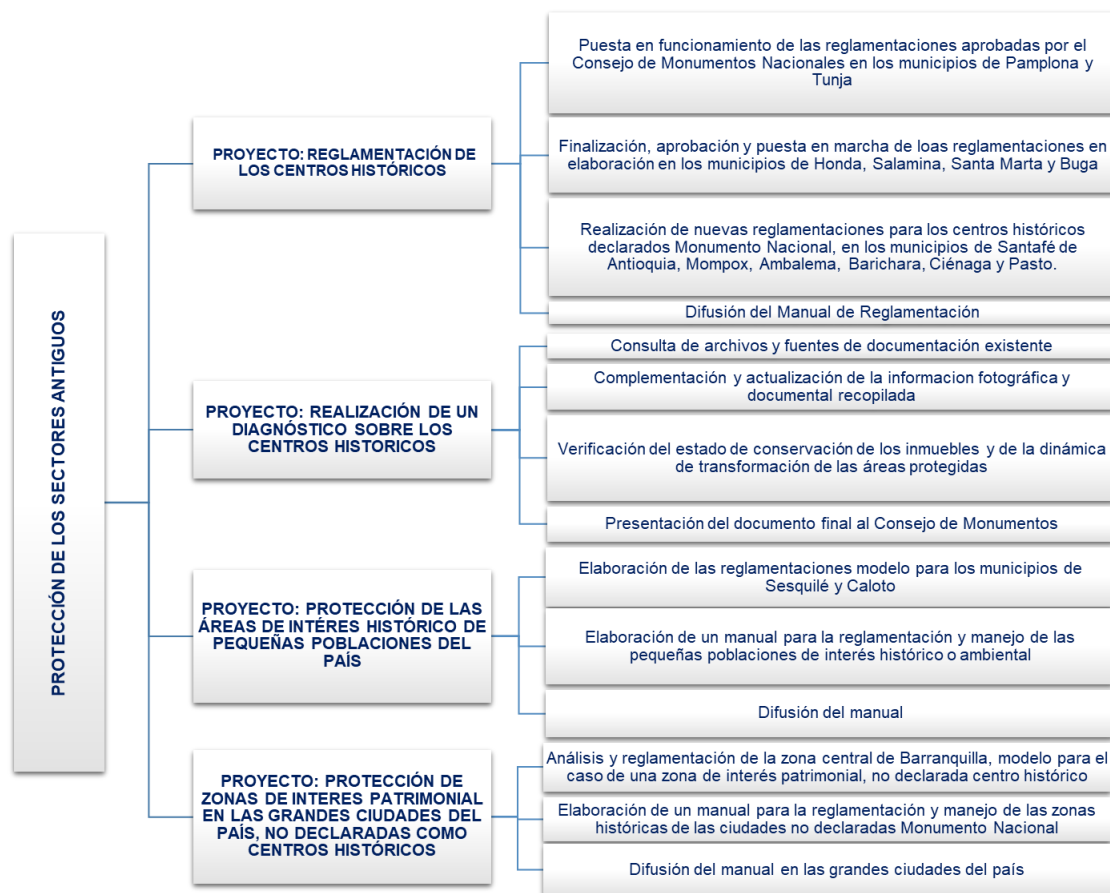 PROTECCIÓN DE LOS SECTORES ANTIGUOS
PROYECTO: REGLAMENTACIÓN DE
LOS CENTROS HISTÓRICOS
Puesta en funcionamiento de las reglamentaciones aprobadas por el
Consejo de Monumentos Nacionales en los municipios de Pamplona y
Tunja
Finalización, aprobación y puesta en marcha de loas reglamentaciones en
elaboración en los municipios de Honda, Salamina, Santa Marta y Buga
Realización de nuevas reglamentaciones para los centros históricos
declarados Monumento Nacional, en los municipios de Santafé de
Antioquia, Mompox, Ambalema, Barichara, Ciénaga y Pasto.
Difusión del Manual de Reglamentación
PROYECTO: REALIZACIÓN DE UN
DIAGNÓSTICO SOBRE LOS
CENTROS HISTORICOS
Consulta de archivos y fuentes de documentación existente
Complementación y actualización de la informacion fotográfica y
documental recopilada
Verificación del estado de conservación de los inmuebles y de la dinámica
de transformación de las áreas protegidas
Presentación del documento final al Consejo de Monumentos
PROYECTO: PROTECCIÓN DE LAS
ÁREAS DE INTÉRES HISTÓRICO DE
PEQUEÑAS POBLACIONES DEL
PAÍS
Elaboración de las reglamentaciones modelo para los municipios de
Sesquilé y Caloto
Elaboración de un manual para la reglamentación y manejo de las
pequeñas poblaciones de interés histórico o ambiental
Difusión del manual
PROYECTO: PROTECCIÓN DE
ZONAS DE INTERES PATRIMONIAL
EN LAS GRANDES CIUDADES DEL
PAÍS, NO DECLARADAS COMO
CENTROS HISTÓRICOS
Análisis y reglamentación de la zona central de Barranquilla, modelo para el
caso de una zona de interés patrimonial, no declarada centro histórico
Elaboración de un manual para la reglamentación y manejo de las zonas
históricas de las ciudades no declaradas Monumento Nacional
Difusión del manual en las grandes ciudades del país